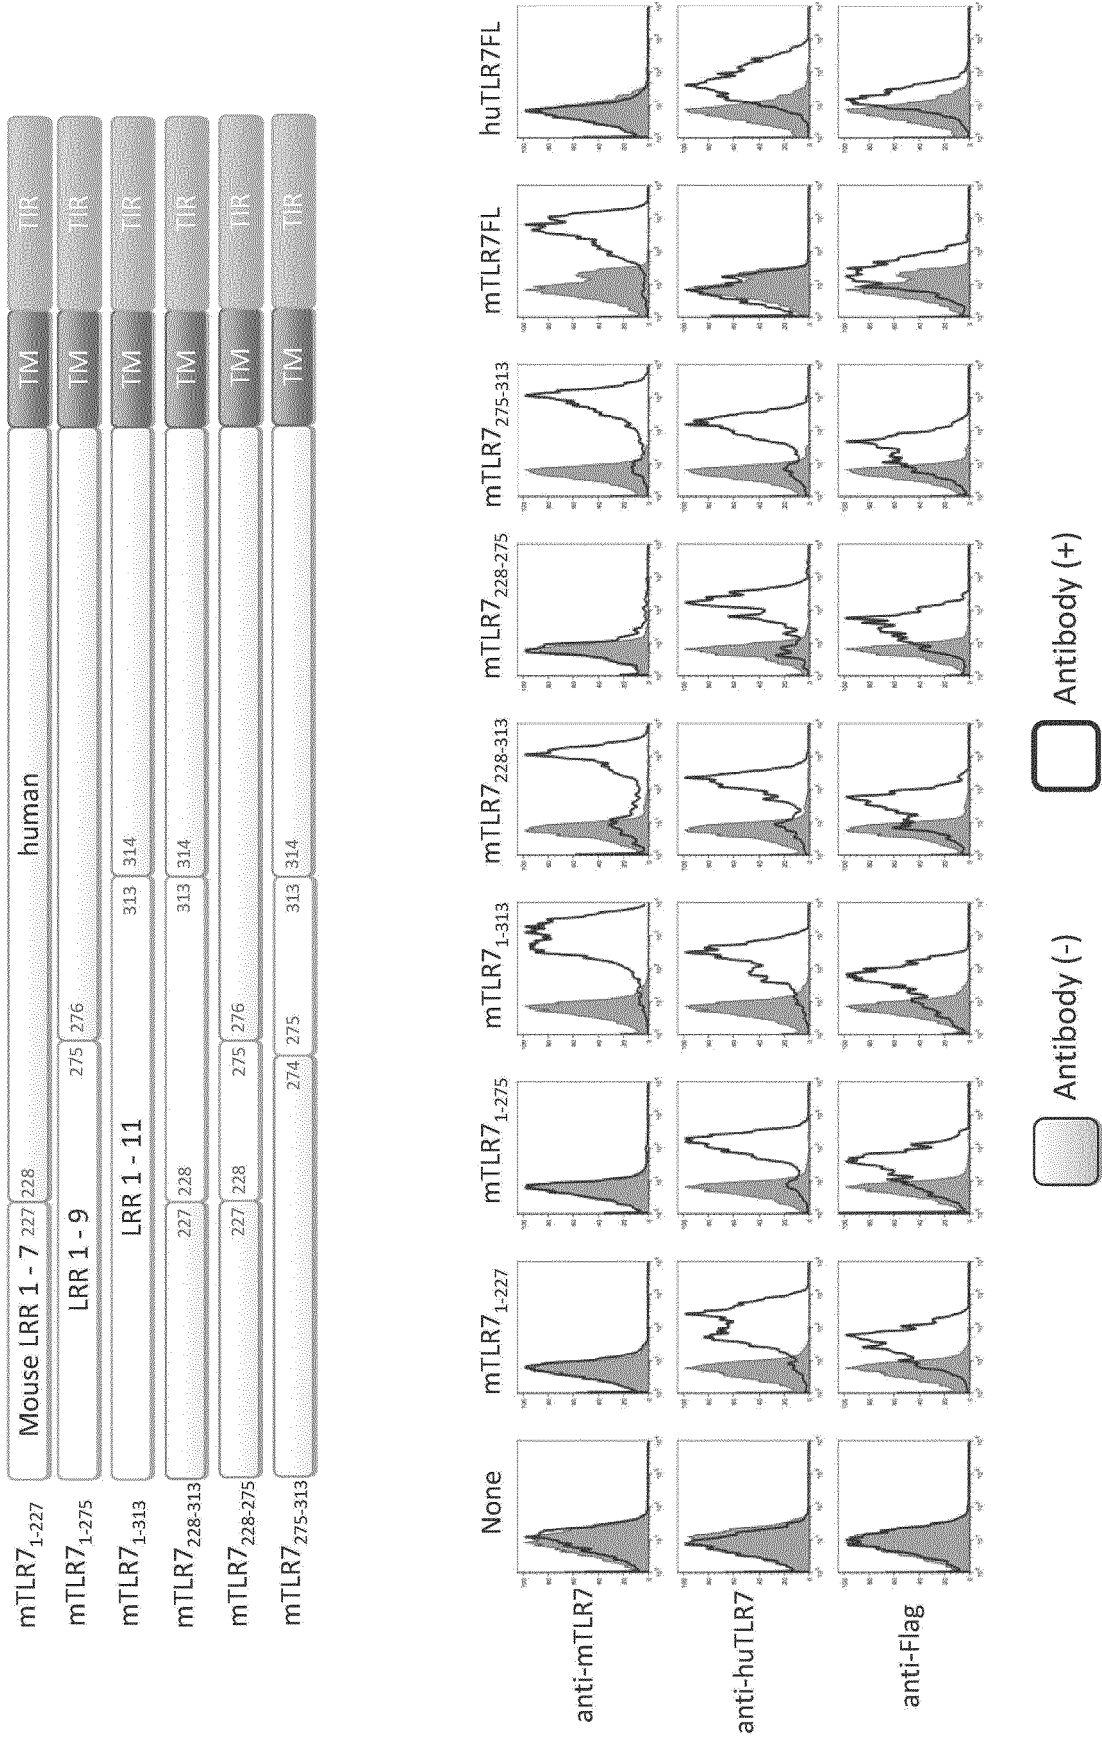 mTLR7 1-227 Mouse LRR 1 - 7 227 228 human TM TIR
mTLR7 1-275 LRR 1 - 9 275 276 TM TIR
mTLR7 1-313 LRR 1 - 11 313 314 TM TIR
mTLR7 228-313 227 228 313 314 TM TIR
mTLR7 228-275 227 228 275 276 TM TIR
mTLR7 275-313 274 275 313 314 TM TIR
None mTLR7 1-227 mTLR7 1-275 mTLR7 1-313 mTLR7 228-313 mTLR7 228-275 mTLR7 275-313 mTLR7FL huTLR7FL
anti-mTLR7
anti-huTLR7
anti-Flag
Antibody (-) Antibody (+)